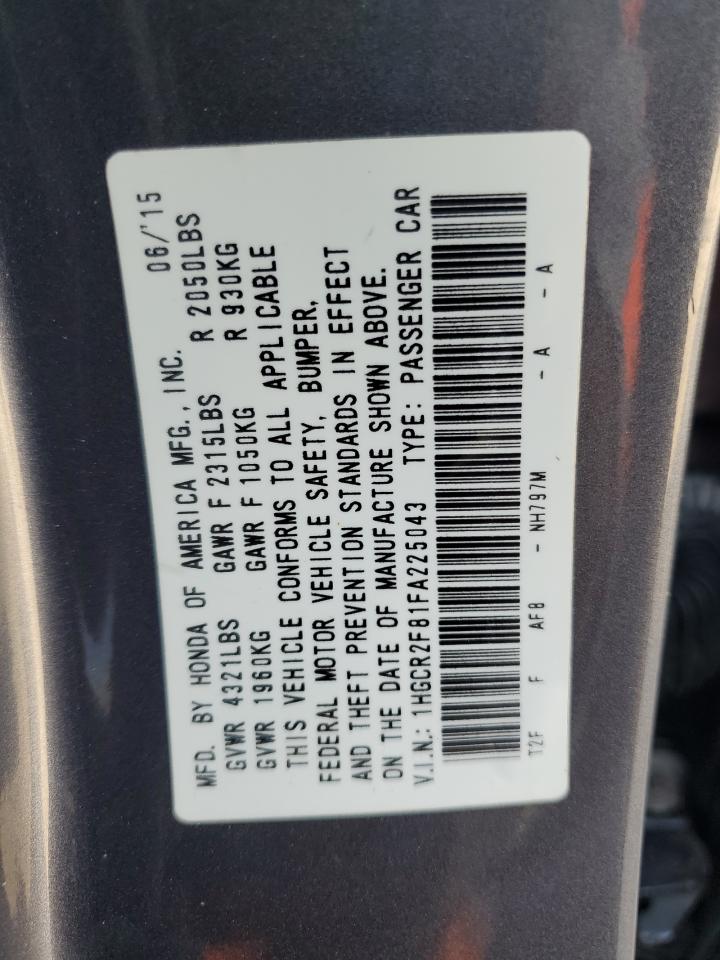 MFD. BY HONDA OF AMERICA MFG., INC. 06/'15
GVWR 4321LBS GAWR F 2315LBS R 2050LBS
GVWR 1960KG GAWR F 1050KG R 930KG
THIS VEHICLE CONFORMS TO ALL APPLICABLE
FEDERAL MOTOR VEHICLE SAFETY, BUMPER,
AND THEFT PREVENTION STANDARDS IN EFFECT
ON THE DATE OF MANUFACTURE SHOWN ABOVE.
V.I.N.: 1HGCR2F81FA225043 TYPE: PASSENGER CAR
T2F F AF8 - NH797M - A - A